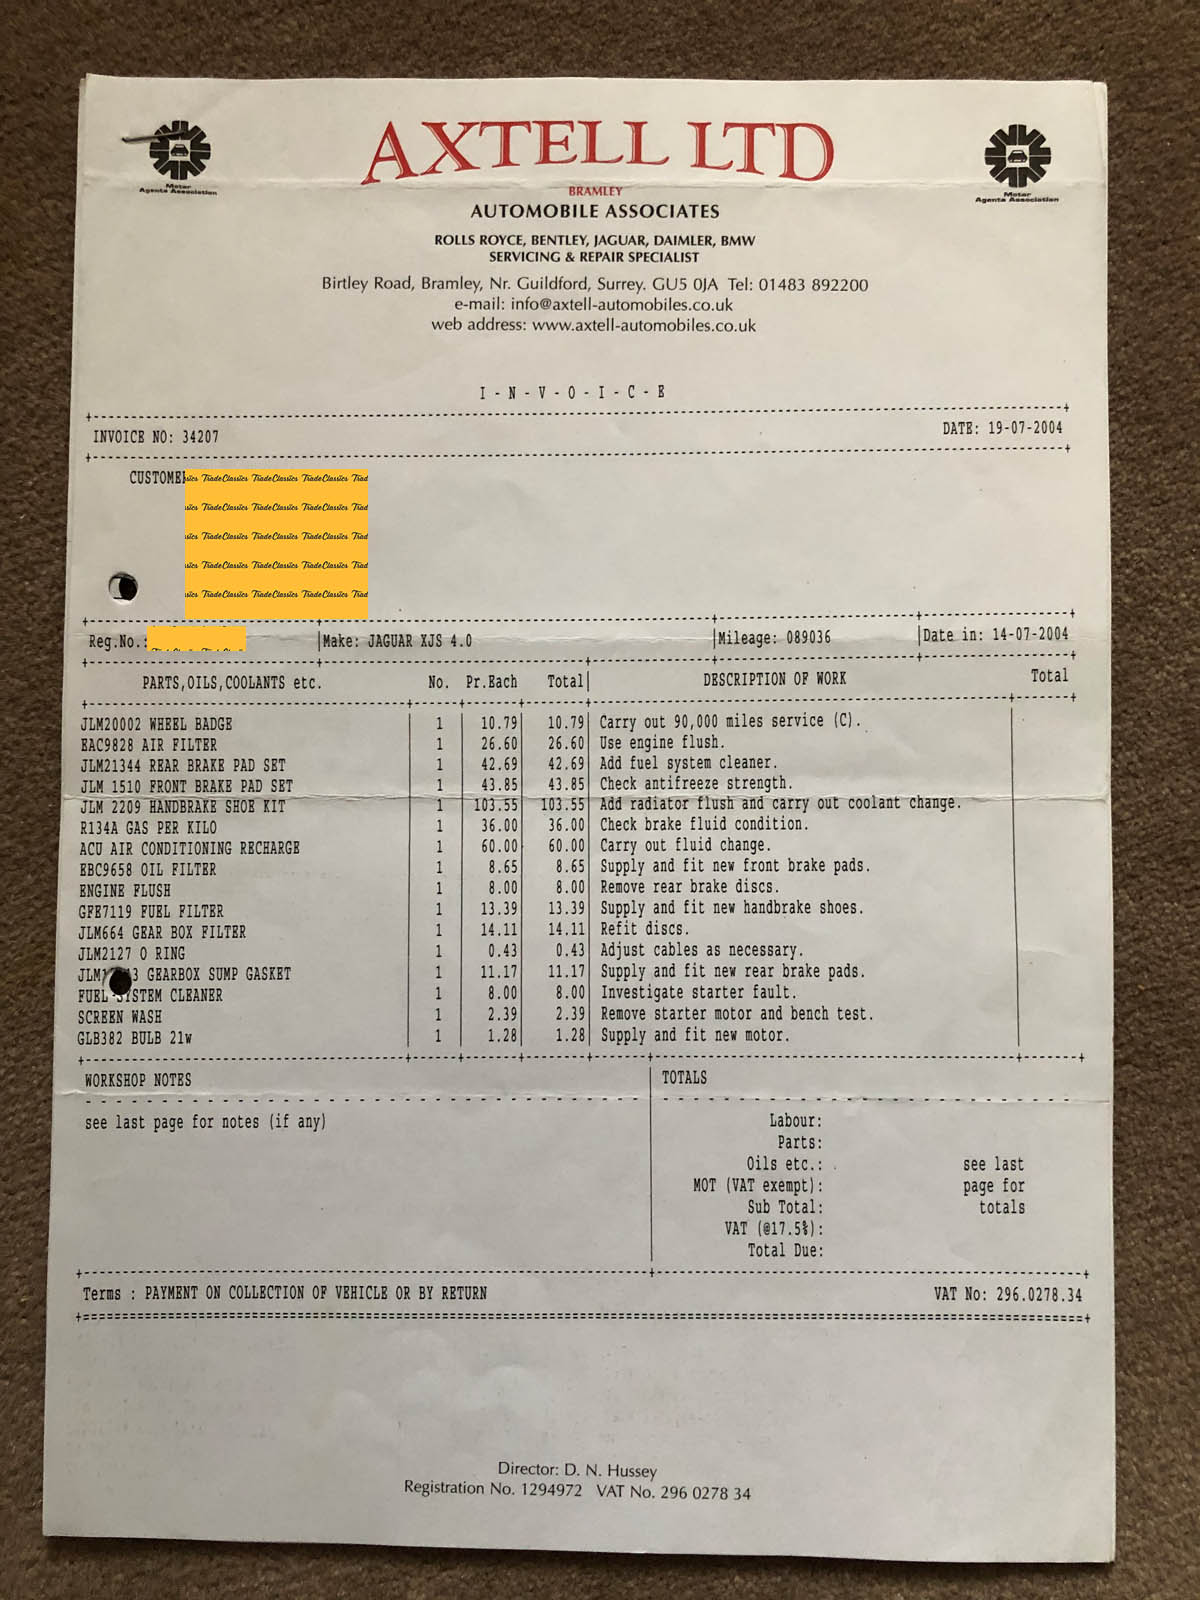 AXTELL LTD
Motor
Agents Association
Motor
Agents Association
BRAMLEY
AUTOMOBILE ASSOCIATES
ROLLS ROYCE, BENTLEY, JAGUAR, DAIMLER, BMW
SERVICING & REPAIR SPECIALIST
Birtley Road, Bramley, Nr. Guildford, Surrey. GU5 0JA Tel: 01483 892200
e-mail: info@axtell-automobiles.co.uk
web address: www.axtell-automobiles.co.uk
I - N - V - O - I - C - E
INVOICE NO: 34207 DATE: 19-07-2004
CUSTOMER
TradeClassics TradeClassics
TradeClassics TradeClassics
TradeClassics TradeClassics
TradeClassics TradeClassics
TradeClassics TradeClassics
Reg.No.: Make: JAGUAR XJS 4.0 Mileage: 089036 Date in: 14-07-2004
PARTS,OILS,COOLANTS etc. No. Pr.Each Total DESCRIPTION OF WORK Total
JLM20002 WHEEL BADGE 1 10.79 10.79 Carry out 90,000 miles service (C).
EAC9828 AIR FILTER 1 26.60 26.60 Use engine flush.
JLM21344 REAR BRAKE PAD SET 1 42.69 42.69 Add fuel system cleaner.
JLM 1510 FRONT BRAKE PAD SET 1 43.85 43.85 Check antifreeze strength.
JLM 2209 HANDBRAKE SHOE KIT 1 103.55 103.55 Add radiator flush and carry out coolant change.
R134A GAS PER KILO 1 36.00 36.00 Check brake fluid condition.
ACU AIR CONDITIONING RECHARGE 1 60.00 60.00 Carry out fluid change.
EBC9658 OIL FILTER 1 8.65 8.65 Supply and fit new front brake pads.
ENGINE FLUSH 1 8.00 8.00 Remove rear brake discs.
GFE7119 FUEL FILTER 1 13.39 13.39 Supply and fit new handbrake shoes.
JLM664 GEAR BOX FILTER 1 14.11 14.11 Refit discs.
JLM2127 O RING 1 0.43 0.43 Adjust cables as necessary.
GEARBOX SUMP GASKET 1 11.17 11.17 Supply and fit new rear brake pads.
FUEL SYSTEM CLEANER 1 8.00 8.00 Investigate starter fault.
SCREEN WASH 1 2.39 2.39 Remove starter motor and bench test.
GLB382 BULB 21w 1 1.28 1.28 Supply and fit new motor.
WORKSHOP NOTES TOTALS
see last page for notes (if any)
Labour:
Parts:
Oils etc.: see last
MOT (VAT exempt): page for
Sub Total: totals
VAT (@17.5%):
Total Due:
Terms : PAYMENT ON COLLECTION OF VEHICLE OR BY RETURN VAT No: 296.0278.34
Director: D. N. Hussey
Registration No. 1294972 VAT No. 296 0278 34